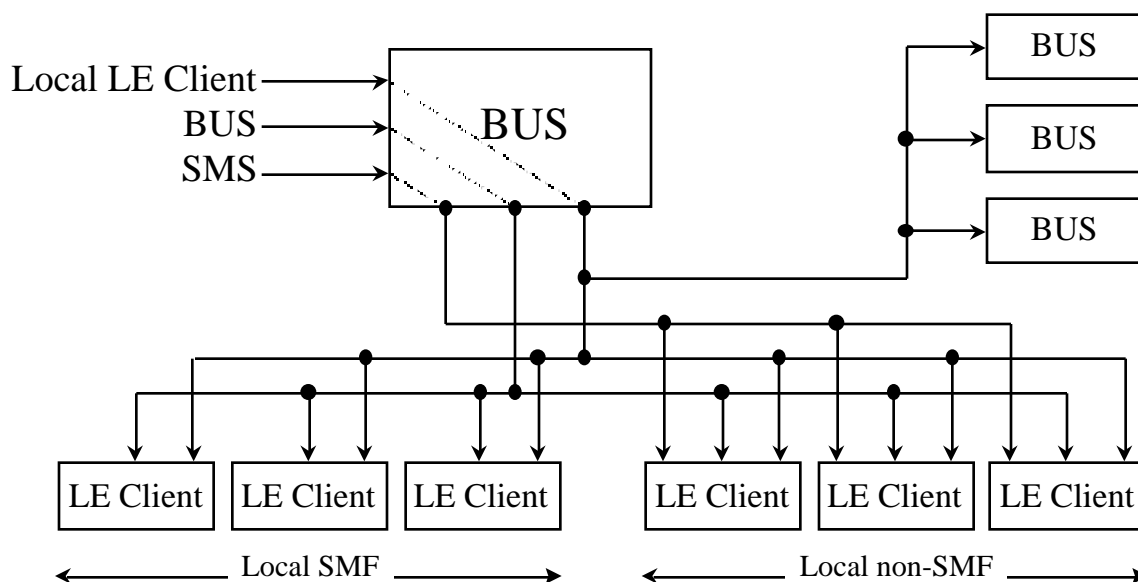 BUS
Local LE Client
BUS
BUS
BUS
SMS
BUS
LE Client
LE Client
LE Client
LE Client
LE Client
LE Client
Local SMF
Local non-SMF